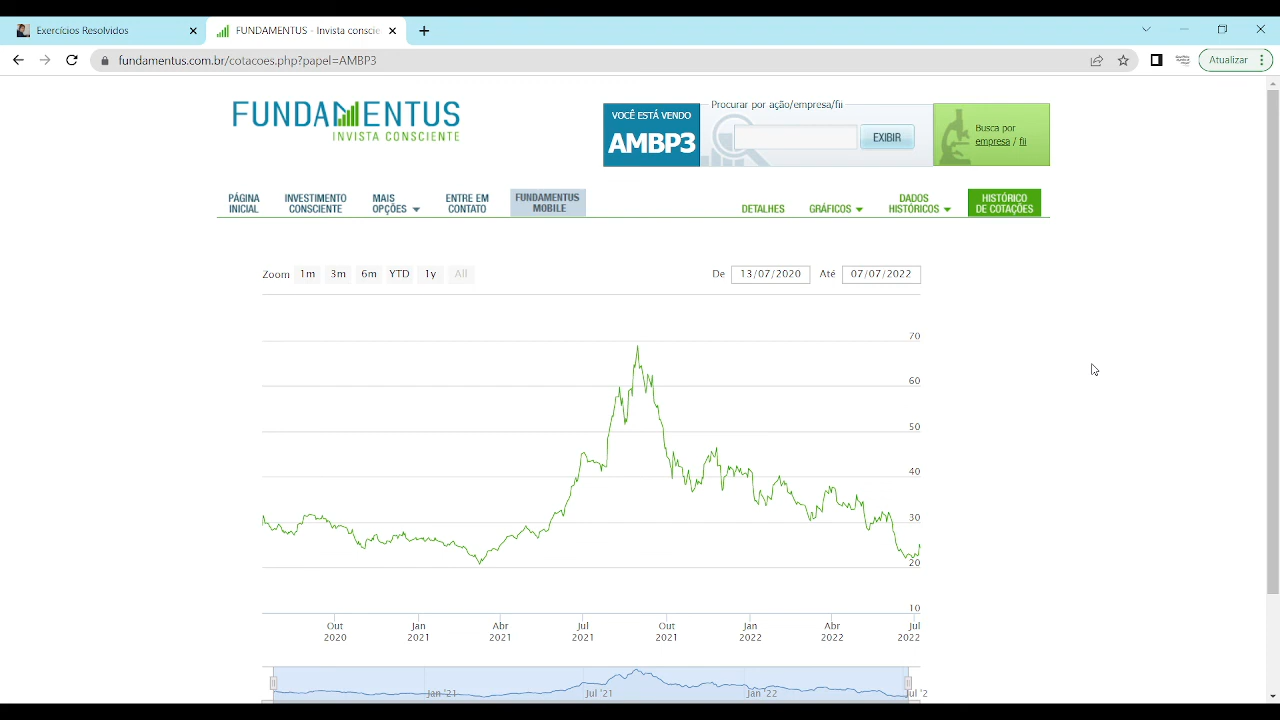 Exercícios Resolvidos
FUNDAMENTUS - Invista conscie
fundamentus.com.br/cotacoes.php?papel=AMBP3
Atualizar
FUNDAMENTUS
INVISTA CONSCIENTE
VOCÊ ESTÁ VENDO
AMBP3
Procurar por ação/empresa/fii
EXIBIR
Busca por
empresa / fii
PÁGINA
INICIAL
INVESTIMENTO
CONSCIENTE
MAIS
OPÇÕES
ENTRE EM
CONTATO
FUNDAMENTUS
MOBILE
DETALHES
GRÁFICOS
DADOS
HISTÓRICOS
HISTÓRICO
DE COTAÇÕES
Zoom 1m 3m 6m YTD 1y All
De 13/07/2020 Até 07/07/2022
70
60
50
40
30
20
10
Out
2020
Jan
2021
Abr
2021
Jul
2021
Out
2021
Jan
2022
Abr
2022
Jul
2022
Jan '21
Jul '21
Jan '22
Jul '2